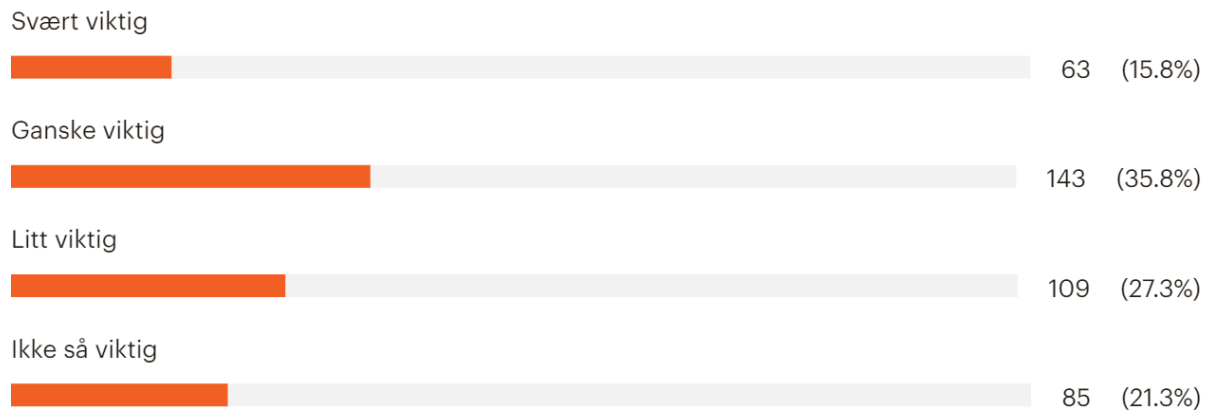 Svært viktig
63 (15.8%)
Ganske viktig
143 (35.8%)
Litt viktig
109 (27.3%)
Ikke så viktig
85 (21.3%)